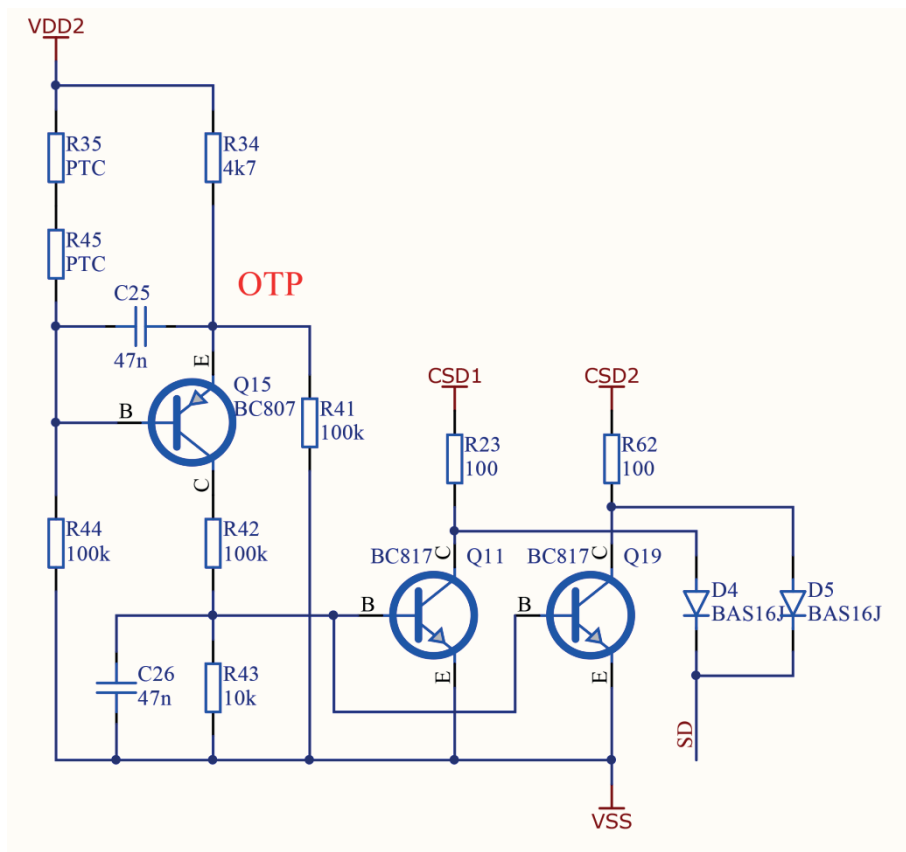 VDD2
R35
PTC
R34
4k7
R45
PTC
OTP
C25
47n
E
Q15
BC807
B
C
R41
100k
CSD1
CSD2
R23
100
R62
100
R44
100k
R42
100k
BC817
C
Q11
BC817
C
Q19
B
B
D4
BAS16J
D5
BAS16J
C26
47n
R43
10k
E
E
SD
VSS